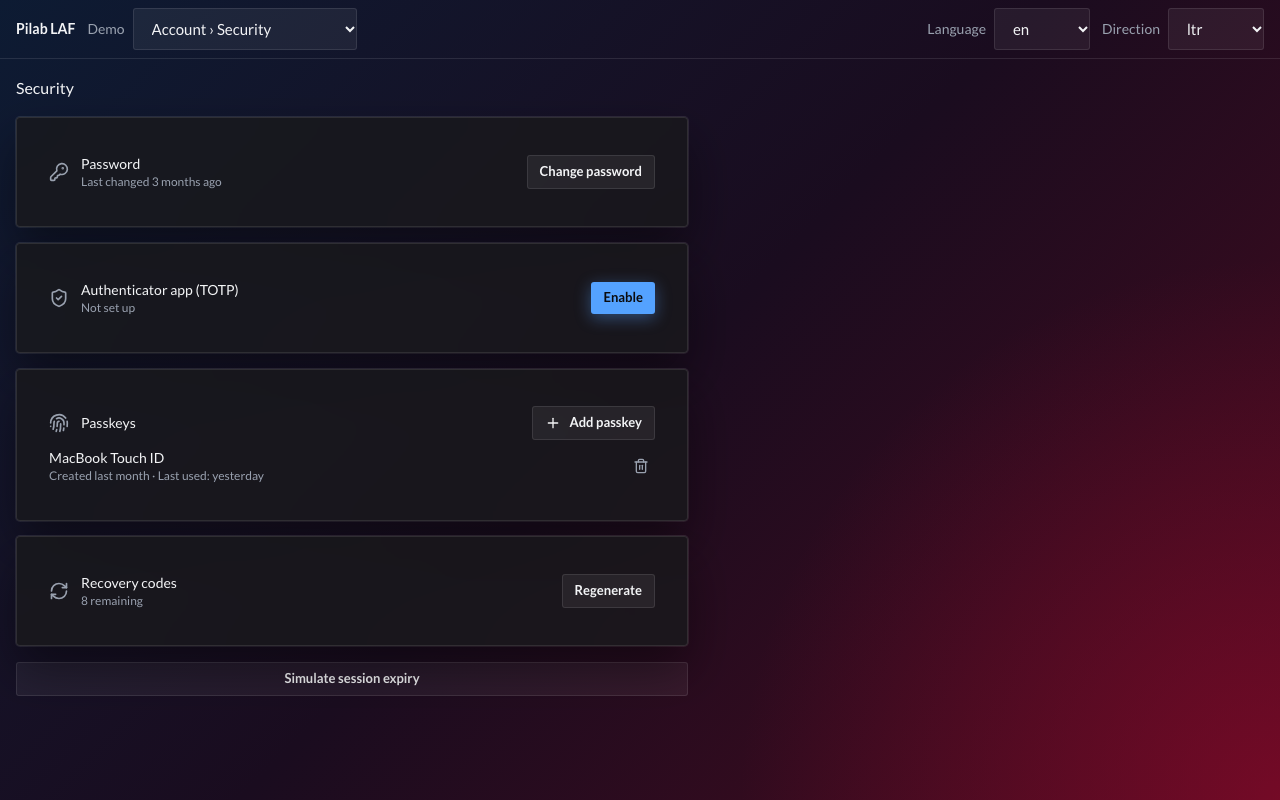 Pilab LAF Demo Account › Security Language en Direction ltr
Security
Password
Last changed 3 months ago
Change password
Authenticator app (TOTP)
Not set up
Enable
Passkeys
Add passkey
MacBook Touch ID
Created last month · Last used: yesterday
Recovery codes
8 remaining
Regenerate
Simulate session expiry